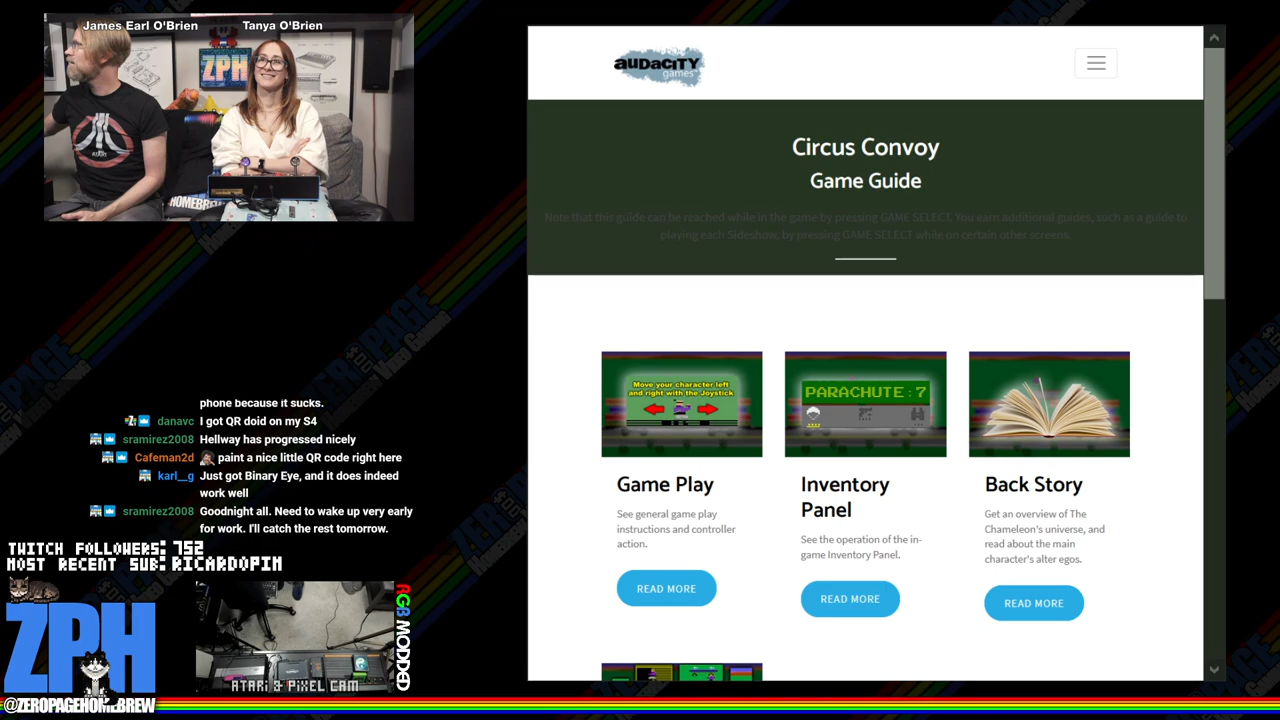 James Earl O'Brien
Tanya O'Brien
ZPH
ATARI
HOMEBREW
phone because it sucks.
danavc I got QR doid on my S4
sramirez2008 Hellway has progressed nicely
Cafeman2d paint a nice little QR code right here
karl__g Just got Binary Eye, and it does indeed
work well
sramirez2008 Goodnight all. Need to wake up very early
for work. I'll catch the rest tomorrow.
TWITCH FOLLOWERS: 752
MOST RECENT SUB: RICARDOPIM
ZPH
@ZEROPAGEHOMEBREW
ATARI & PIXEL CAM
RGB MODDED
auDaciTY
games
Circus Convoy
Game Guide
Note that this guide can be reached while in the game by pressing GAME SELECT. You earn additional guides, such as a guide to
playing each Sideshow, by pressing GAME SELECT while on certain other screens.
Move your character left
and right with the Joystick
PARACHUTE:7
Game Play
See general game play
instructions and controller
action.
READ MORE
Inventory
Panel
See the operation of the in-
game Inventory Panel.
READ MORE
Back Story
Get an overview of The
Chameleon's universe, and
read about the main
character's alter egos.
READ MORE